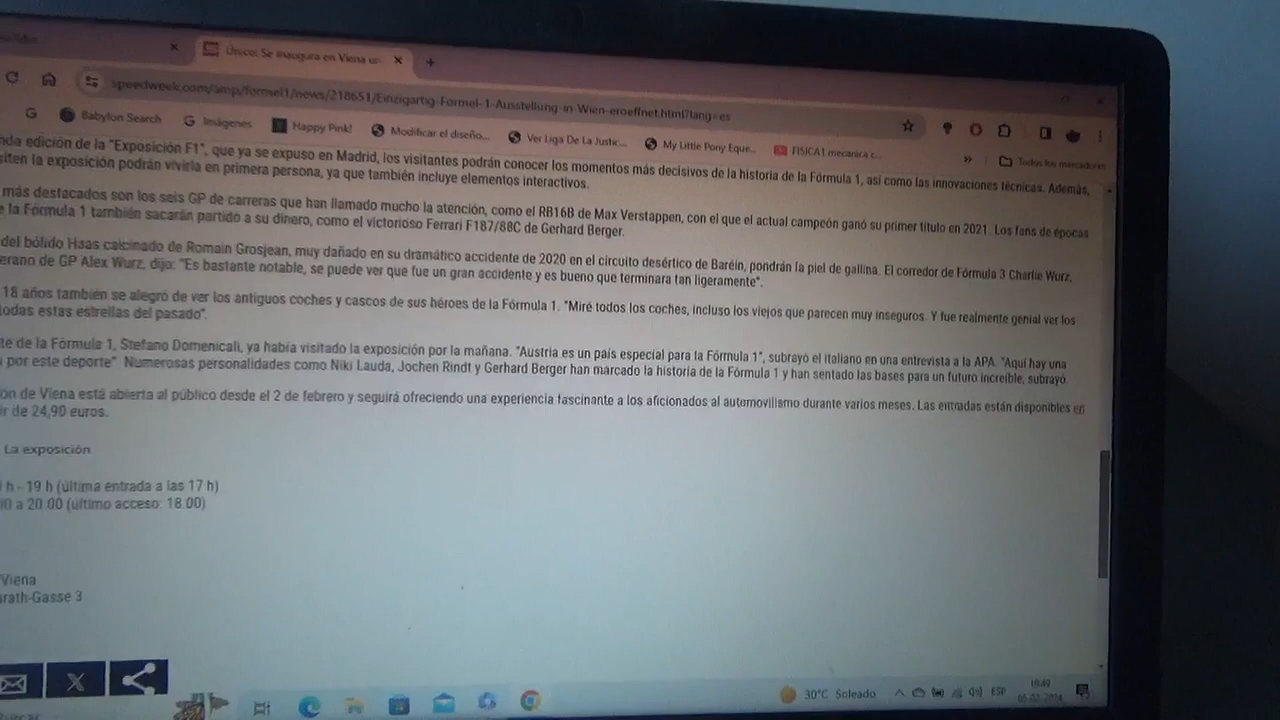 Único: Se inaugura en Viena un
speedweek.com/amp/formel1/news/218651/Einzigartig-Formel-1-Ausstellung-in-Wien-eroeffnet.html?lang=es
Babylon Search
Imágenes
Happy Pink!
Modificar el diseño...
Ver Liga De La Justic...
My Little Pony Eque...
FISICA1 mecanica c...
Todos los marcadores
nda edición de la "Exposición F1", que ya se expuso en Madrid, los visitantes podrán conocer los momentos más decisivos de la historia de la Fórmula 1, así como las innovaciones técnicas. Además,
siten la exposición podrán vivirla en primera persona, ya que también incluye elementos interactivos.
más destacados son los seis GP de carreras que han llamado mucho la atención, como el RB16B de Max Verstappen, con el que el actual campeón ganó su primer título en 2021. Los fans de épocas
e la Fórmula 1 también sacarán partido a su dinero, como el victorioso Ferrari F187/88C de Gerhard Berger.
del bólido Haas calcinado de Romain Grosjean, muy dañado en su dramático accidente de 2020 en el circuito desértico de Baréin, pondrán la piel de gallina. El corredor de Fórmula 3 Charlie Wurz,
erano de GP Alex Wurz, dijo: "Es bastante notable, se puede ver que fue un gran accidente y es bueno que terminara tan ligeramente".
18 años también se alegró de ver los antiguos coches y cascos de sus héroes de la Fórmula 1. "Miré todos los coches, incluso los viejos que parecen muy inseguros. Y fue realmente genial ver los
todas estas estrellas del pasado".
te de la Fórmula 1, Stefano Domenicali, ya había visitado la exposición por la mañana. "Austria es un país especial para la Fórmula 1", subrayó el italiano en una entrevista a la APA. "Aquí hay una
por este deporte". Numerosas personalidades como Niki Lauda, Jochen Rindt y Gerhard Berger han marcado la historia de la Fórmula 1 y han sentado las bases para un futuro increíble, subrayó.
ón de Viena está abierta al público desde el 2 de febrero y seguirá ofreciendo una experiencia fascinante a los aficionados al automovilismo durante varios meses. Las entradas están disponibles en
ir de 24,90 euros.
La exposición
h - 19 h (última entrada a las 17 h)
00 a 20:00 (último acceso: 18:00)
Viena
arath-Gasse 3
30°C Soleado
ESP
19:49
05-02-2024